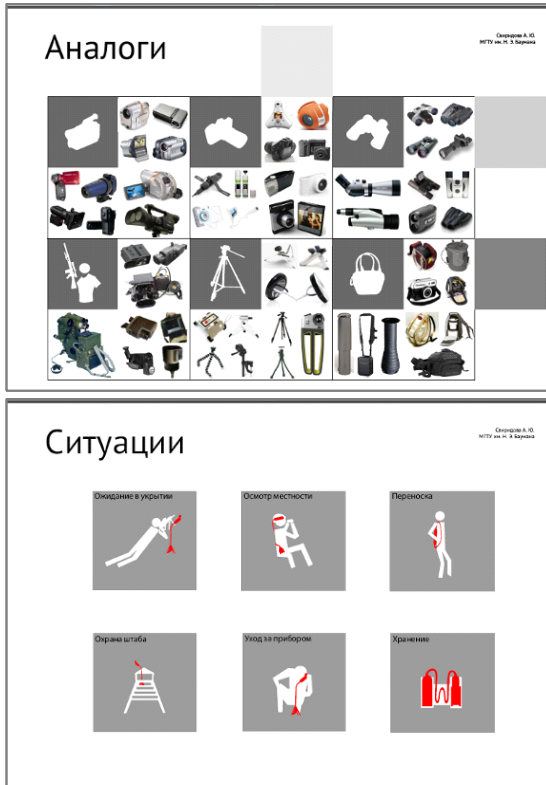 Аналоги
Свиридова А. Ю.
МГТУ им. Н. Э. Баумана
Ситуации
Свиридова А. Ю.
МГТУ им. Н. Э. Баумана
Ожидание в укрытии
Осмотр местности
Переноска
Охрана штаба
Уход за прибором
Хранение